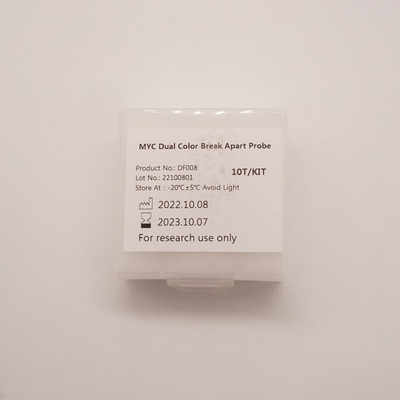 MYC Dual Color Break Apart Probe
Product No.: DF008
10T/KIT
Lot No.: 22100801
Store At : -20℃±5℃ Avoid Light
2022.10.08
2023.10.07
For research use only